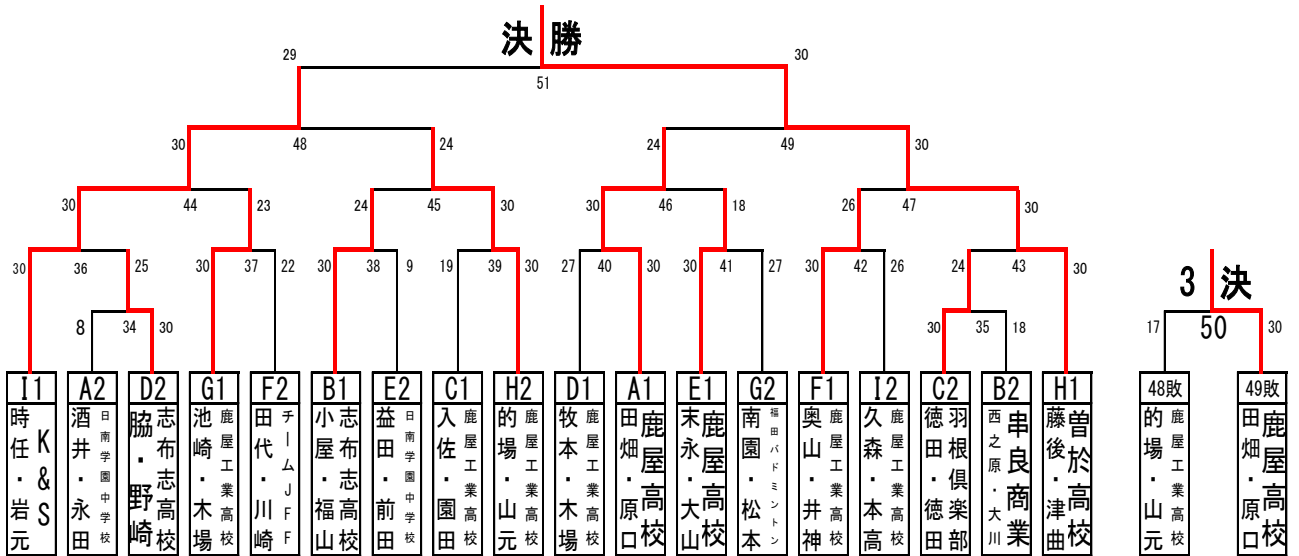 決勝
29
30
51
30
48
24
24
49
30
30
44
23
24
45
30
30
46
18
26
47
30
30
36
25
30
37
22
30
38
9
19
39
30
27
40
30
30
41
27
30
42
26
24
43
30
8
34
30
30
35
18
3決
17
50
30
I1
A2
D2
G1
F2
B1
E2
C1
H2
D1
A1
E1
G2
F1
I2
C2
B2
H1
48敗
49敗
時任・岩元
K&S
酒井・永田
日南学園中学校
脇・野崎
志布志高校
池崎・木場
鹿屋工業高校
田代・川崎
チームJFF
小屋・福山
志布志高校
益田・前田
日南学園中学校
入佐・園田
鹿屋工業高校
的場・山元
鹿屋工業高校
牧本・木場
鹿屋工業高校
田畑・原口
鹿屋高校
末永・大山
鹿屋高校
南園・松本
福田バドミントン
奥山・井神
鹿屋工業高校
久森・本高
鹿屋工業高校
徳田・徳田
羽根倶楽部
西之原・大川
串良商業
藤後・津曲
曽於高校
的場・山元
鹿屋工業高校
田畑・原口
鹿屋高校